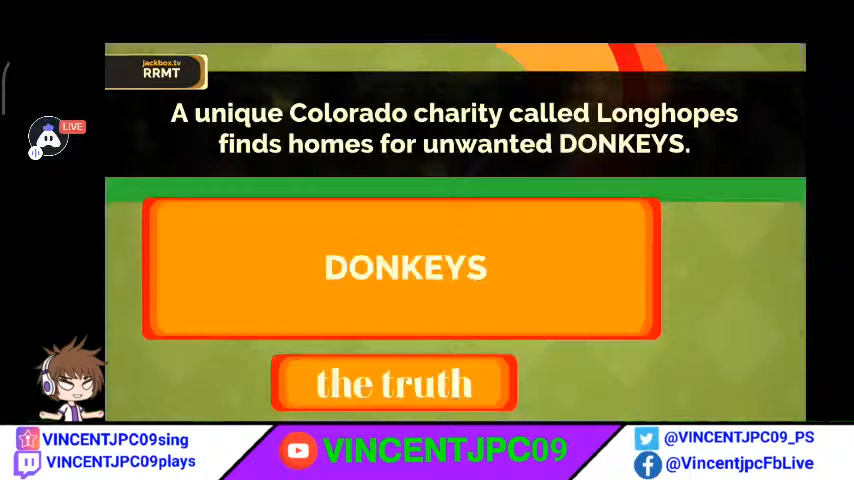 jackbox.tv
RRMT
A unique Colorado charity called Longhopes
finds homes for unwanted DONKEYS.
LIVE
DONKEYS
the truth
VINCENTJPC09sing
VINCENTJPC09plays
VINCENTJPC09
@VINCENTJPC09_PS
@VincentjpcFbLive